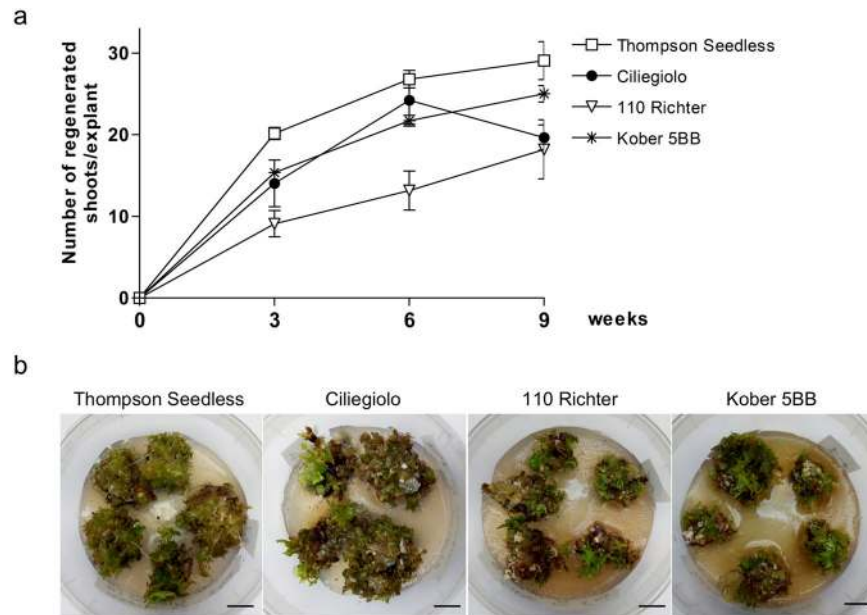 a
Number of regenerated
shoots/explant
30
20
10
0
0 3 6 9 weeks
Thompson Seedless
Ciliegiolo
110 Richter
Kober 5BB
b
Thompson Seedless Ciliegiolo 110 Richter Kober 5BB